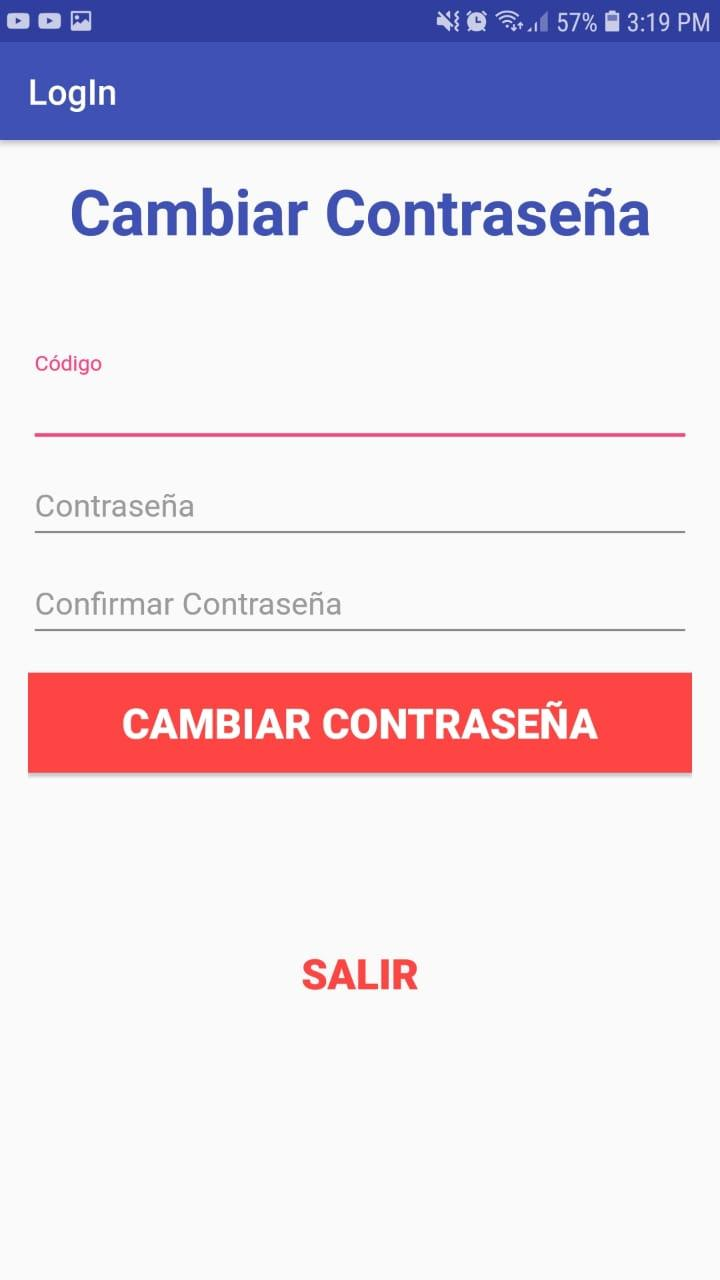 57% 3:19 PM
LogIn
Cambiar Contraseña
Código
Contraseña
Confirmar Contraseña
CAMBIAR CONTRASEÑA
SALIR